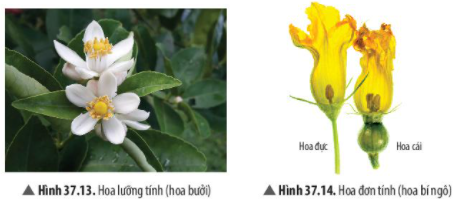 Hoa đực
Hoa cái
▲ Hình 37.13. Hoa lưỡng tính (hoa bưởi)
▲ Hình 37.14. Hoa đơn tính (hoa bí ngô)